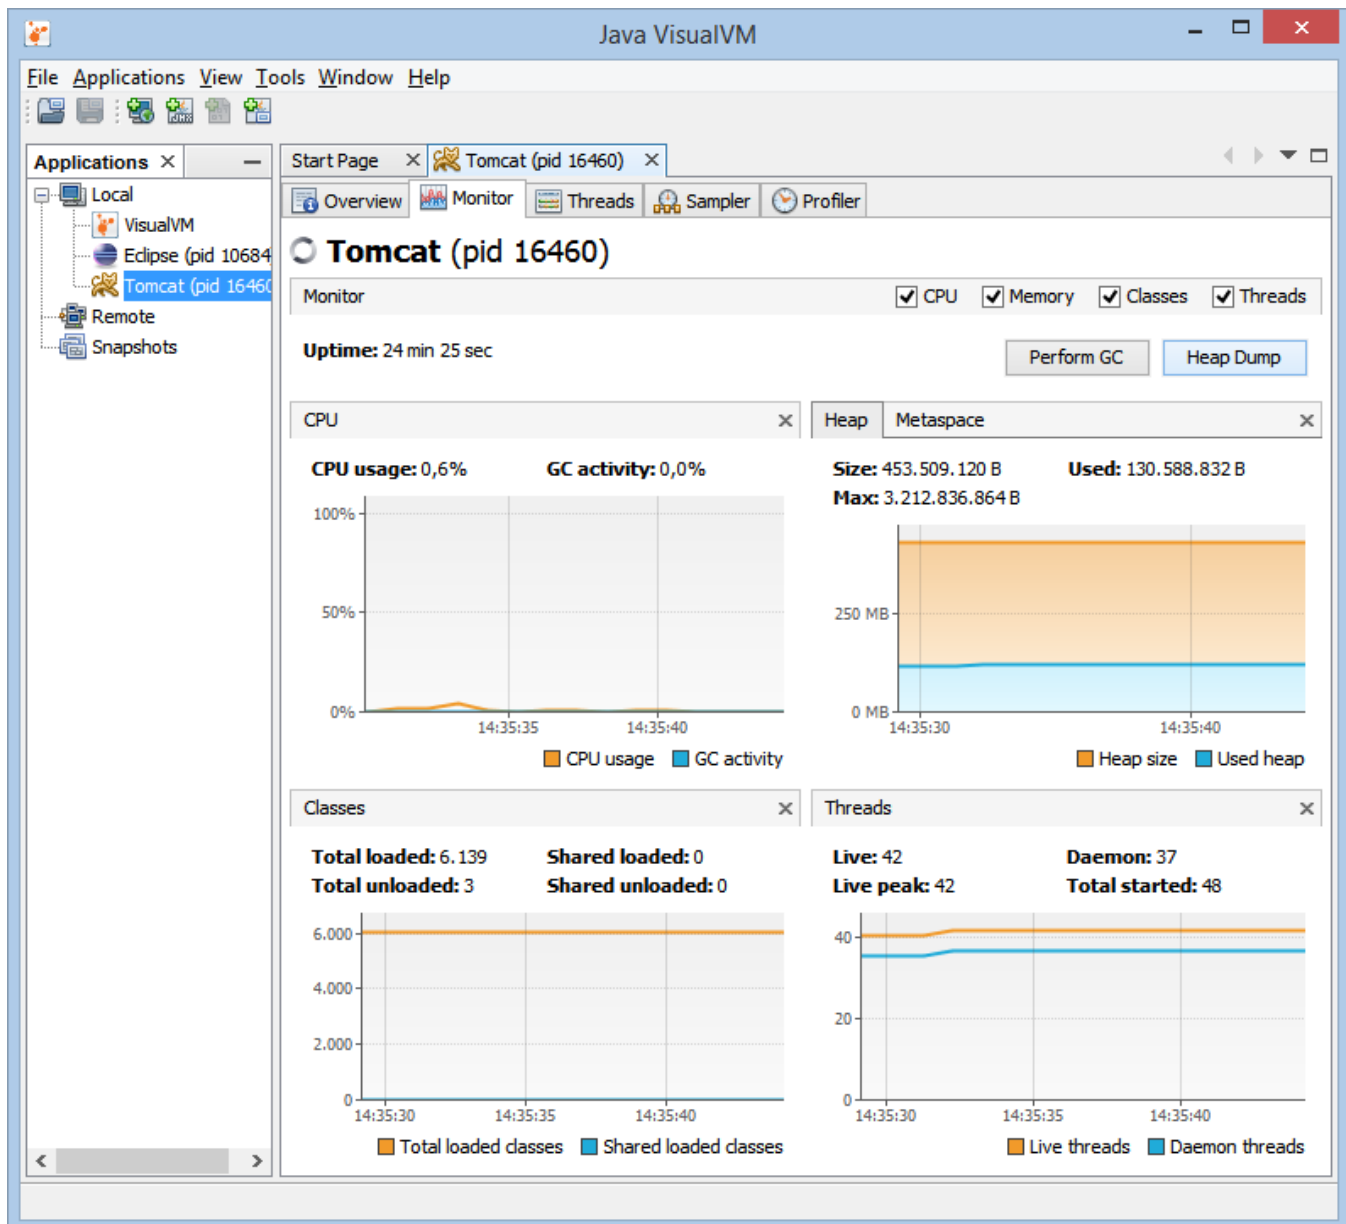 Java VisualVM
File Applications View Tools Window Help
Applications
Start Page
Tomcat (pid 16460)
Local
VisualVM
Eclipse (pid 10684
Tomcat (pid 16460
Remote
Snapshots
Overview Monitor Threads Sampler Profiler
Tomcat (pid 16460)
Monitor CPU Memory Classes Threads
Uptime: 24 min 25 sec Perform GC Heap Dump
CPU
CPU usage: 0,6% GC activity: 0,0%
100%
50%
0%
14:35:35 14:35:40
CPU usage GC activity
Heap Metaspace
Size: 453.509.120 B Used: 130.588.832 B
Max: 3.212.836.864 B
250 MB
0 MB
14:35:30 14:35:40
Heap size Used heap
Classes
Total loaded: 6.139 Shared loaded: 0
Total unloaded: 3 Shared unloaded: 0
6.000
4.000
2.000
0
14:35:30 14:35:35 14:35:40
Total loaded classes Shared loaded classes
Threads
Live: 42 Daemon: 37
Live peak: 42 Total started: 48
40
20
0
14:35:30 14:35:35 14:35:40
Live threads Daemon threads